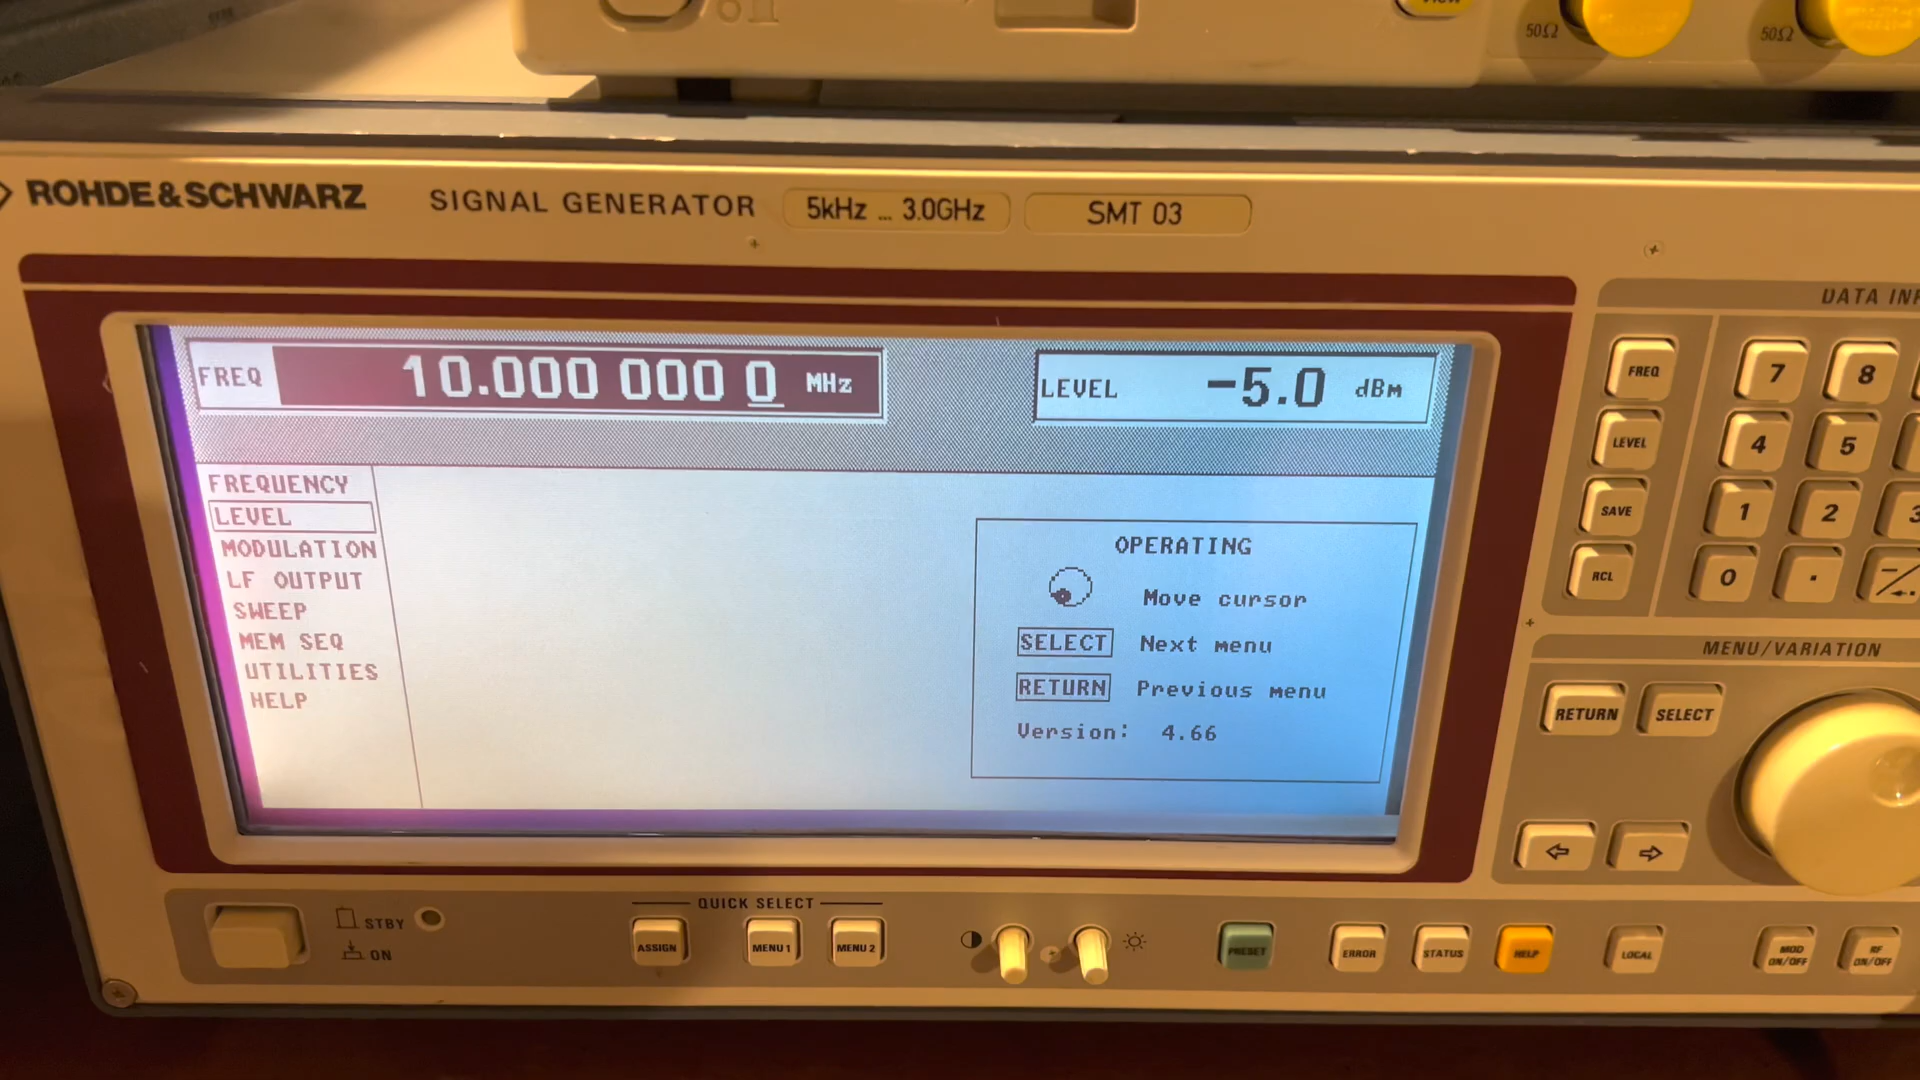 VIEW
50Ω
50Ω
ROHDE&SCHWARZ
SIGNAL GENERATOR
5kHz ... 3.0GHz
SMT 03
FREQ 10.000 000 0 MHz
LEVEL -5.0 dBm
FREQUENCY
LEVEL
MODULATION
LF OUTPUT
SWEEP
MEM SEQ
UTILITIES
HELP
OPERATING
Move cursor
SELECT Next menu
RETURN Previous menu
Version: 4.66
DATA
FREQ 7 8
LEVEL 4 5
SAVE 1 2 3
RCL 0 . -/←
MENU/VARIATION
RETURN SELECT
STBY
ON
QUICK SELECT
ASSIGN MENU 1 MENU 2
PRESET
ERROR STATUS HELP LOCAL
MOD ON/OFF
RF ON/OFF